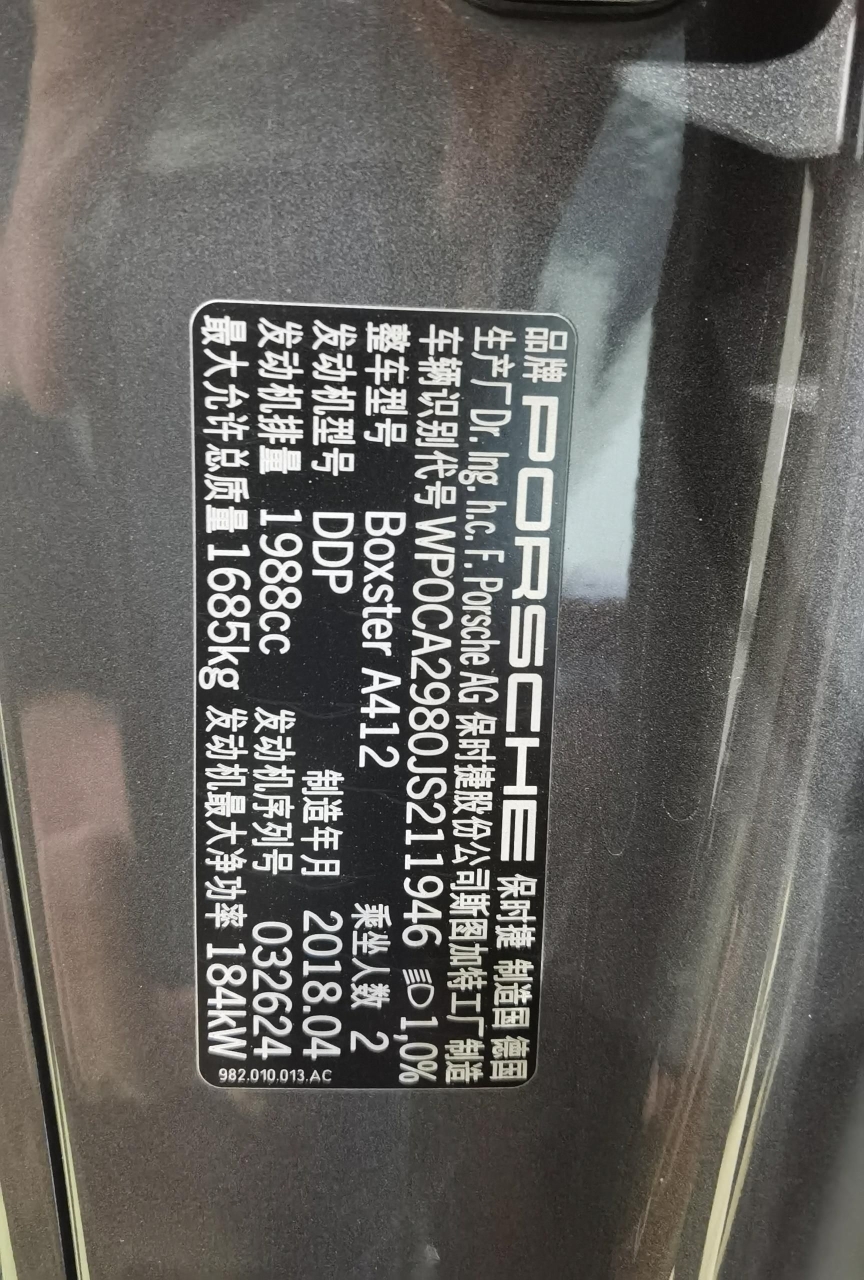 品牌 PORSCHE 保时捷 制造国 德国
生产厂 Dr. Ing. h.c. F. Porsche AG 保时捷股份公司斯图加特工厂 制造
车辆识别代号 WP0CA2980JS211946 1,0%
整车型号 Boxster A412 乘坐人数 2
发动机型号 DDP 制造年月 2018.04
发动机排量 1988cc 发动机序列号 032624
最大允许总质量 1685kg 发动机最大净功率 184kW
982.010.013.AC